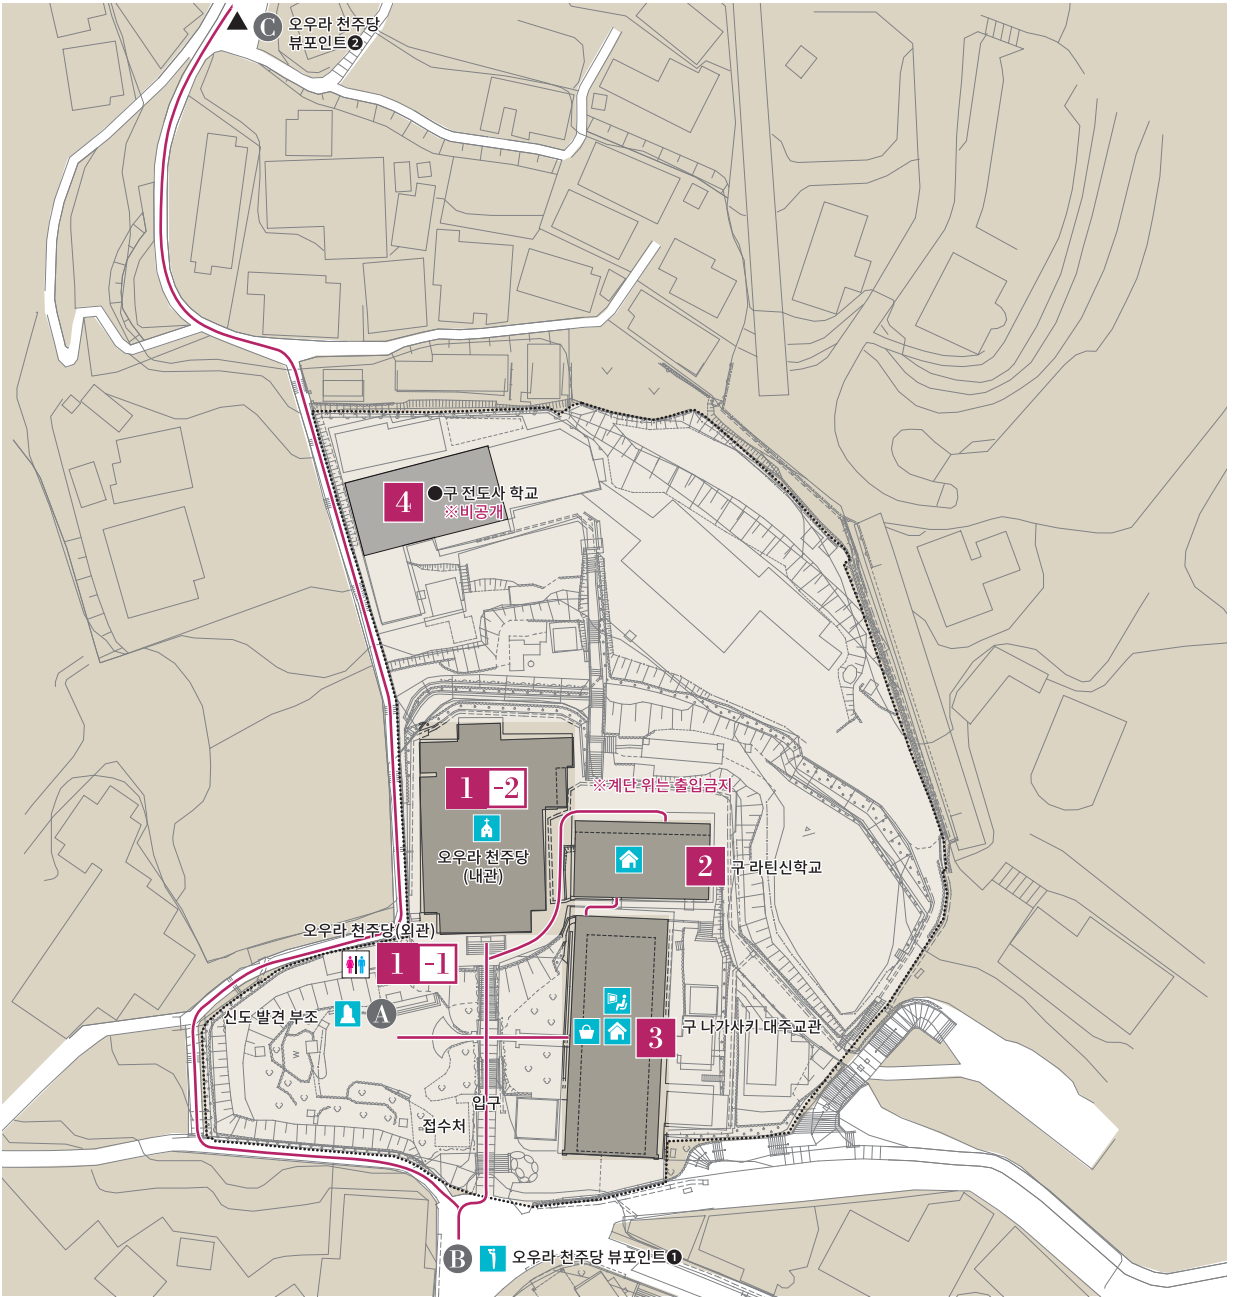 C 오우라 천주당
뷰포인트❷
4 ●구 전도사 학교
※비공개
1 -2
※계단 위는 출입금지
오우라 천주당
(내관)
2 구 라틴신학교
오우라 천주당(외관)
1 -1
신도 발견 부조 A
3 구 나가사키 대주교관
입구
접수처
B 오우라 천주당 뷰포인트❶